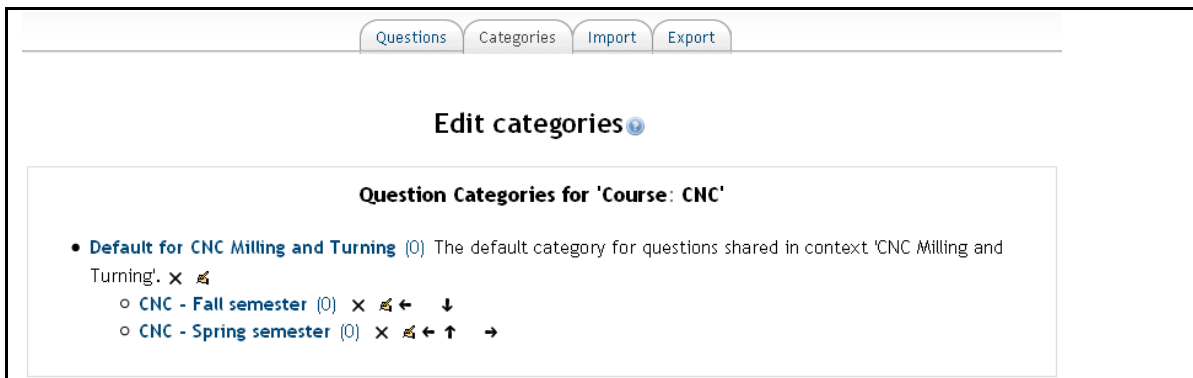 Questions Categories Import Export
Edit categories
Question Categories for 'Course: CNC'
Default for CNC Milling and Turning (0) The default category for questions shared in context 'CNC Milling and
Turning'.
CNC - Fall semester (0)
CNC - Spring semester (0)